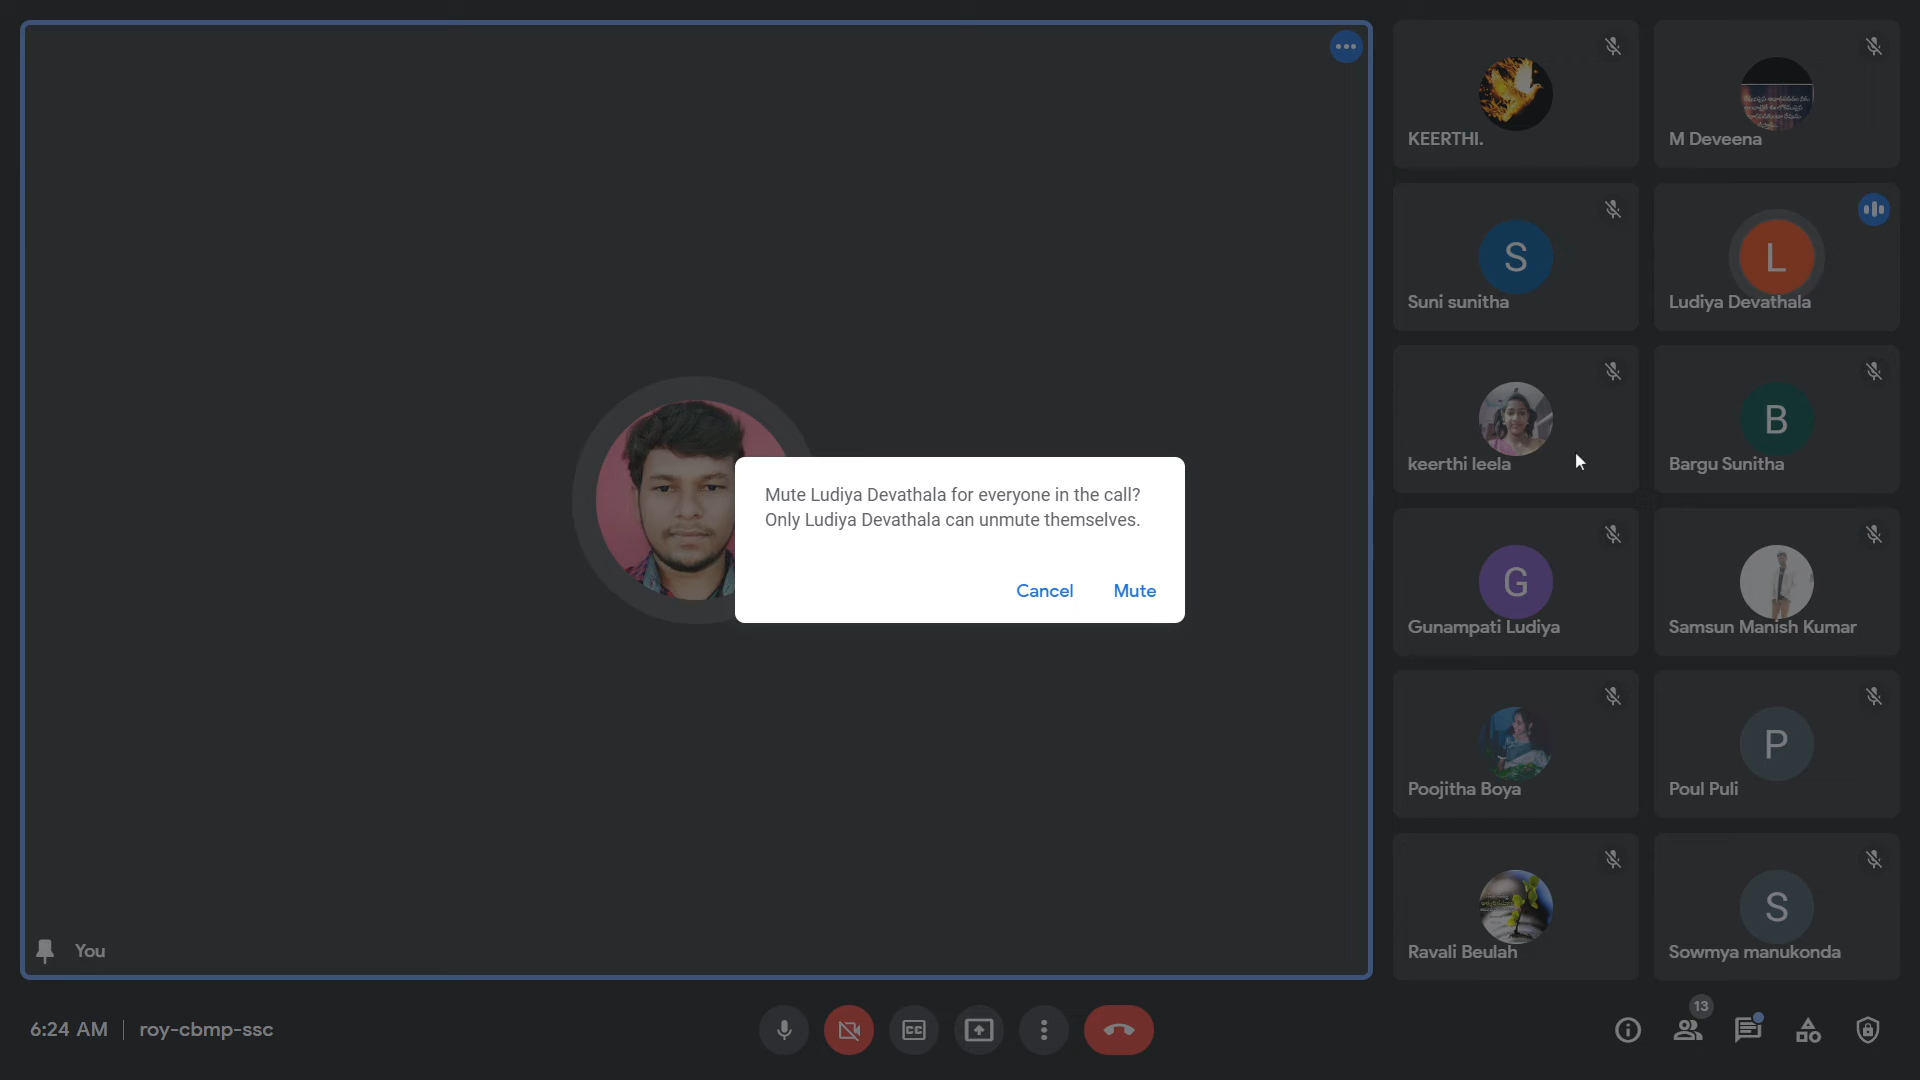 KEERTHI.
M Deveena
S
Suni sunitha
L
Ludiya Devathala
keerthi leela
B
Bargu Sunitha
Mute Ludiya Devathala for everyone in the call?
Only Ludiya Devathala can unmute themselves.
Cancel
Mute
G
Gunampati Ludiya
Samsun Manish Kumar
Poojitha Boya
P
Poul Puli
Ravali Beulah
S
Sowmya manukonda
You
6:24 AM | roy-cbmp-ssc
CC
13